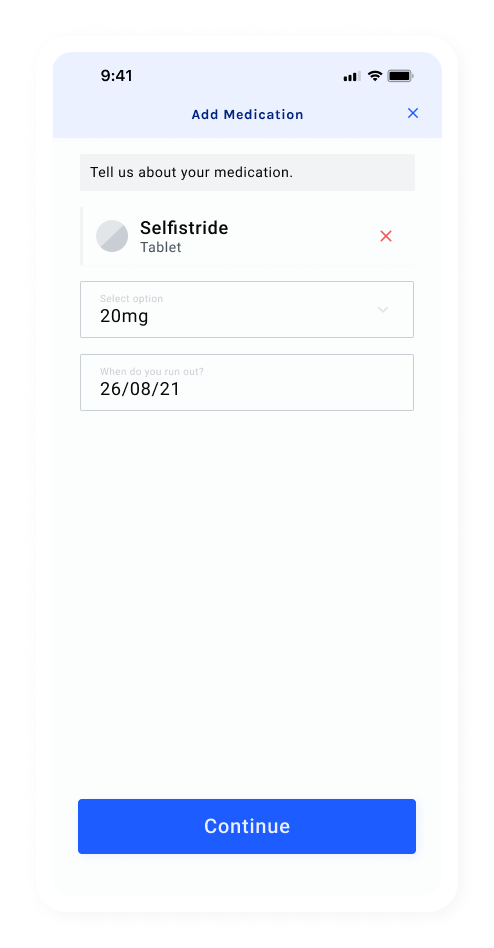 9:41
Add Medication
Tell us about your medication.
Selfistride
Tablet
Select option
20mg
When do you run out?
26/08/21
Continue